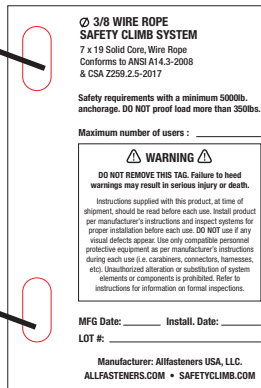 Ø 3/8 WIRE ROPE
SAFETY CLIMB SYSTEM
7 x 19 Solid Core, Wire Rope
Conforms to ANSI A14.3-2008
& CSA Z259.2.5-2017
Safety requirements with a minimum 5000lb.
anchorage. DO NOT proof load more than 350lbs.
Maximum number of users : ________
⚠ WARNING ⚠
DO NOT REMOVE THIS TAG. Failure to heed
warnings may result in serious injury or death.
Instructions supplied with this product, at time of
shipment, should be read before each use. Install product
per manufacturer's instructions and inspect systems for
proper installation before each use. DO NOT use if any
visual defects appear. Use only compatible personnel
protective equipment as per manufacturer's instructions
during each use (i.e. carabiners, connectors, harnesses,
etc). Unauthorized alteration or substitution of system
elements or components is prohibited. Refer to
instructions for information on formal inspections.
MFG Date: ________ Install. Date: ________
LOT #: ________
Manufacturer: Allfasteners USA, LLC.
ALLFASTENERS.COM • SAFETYCLIMB.COM